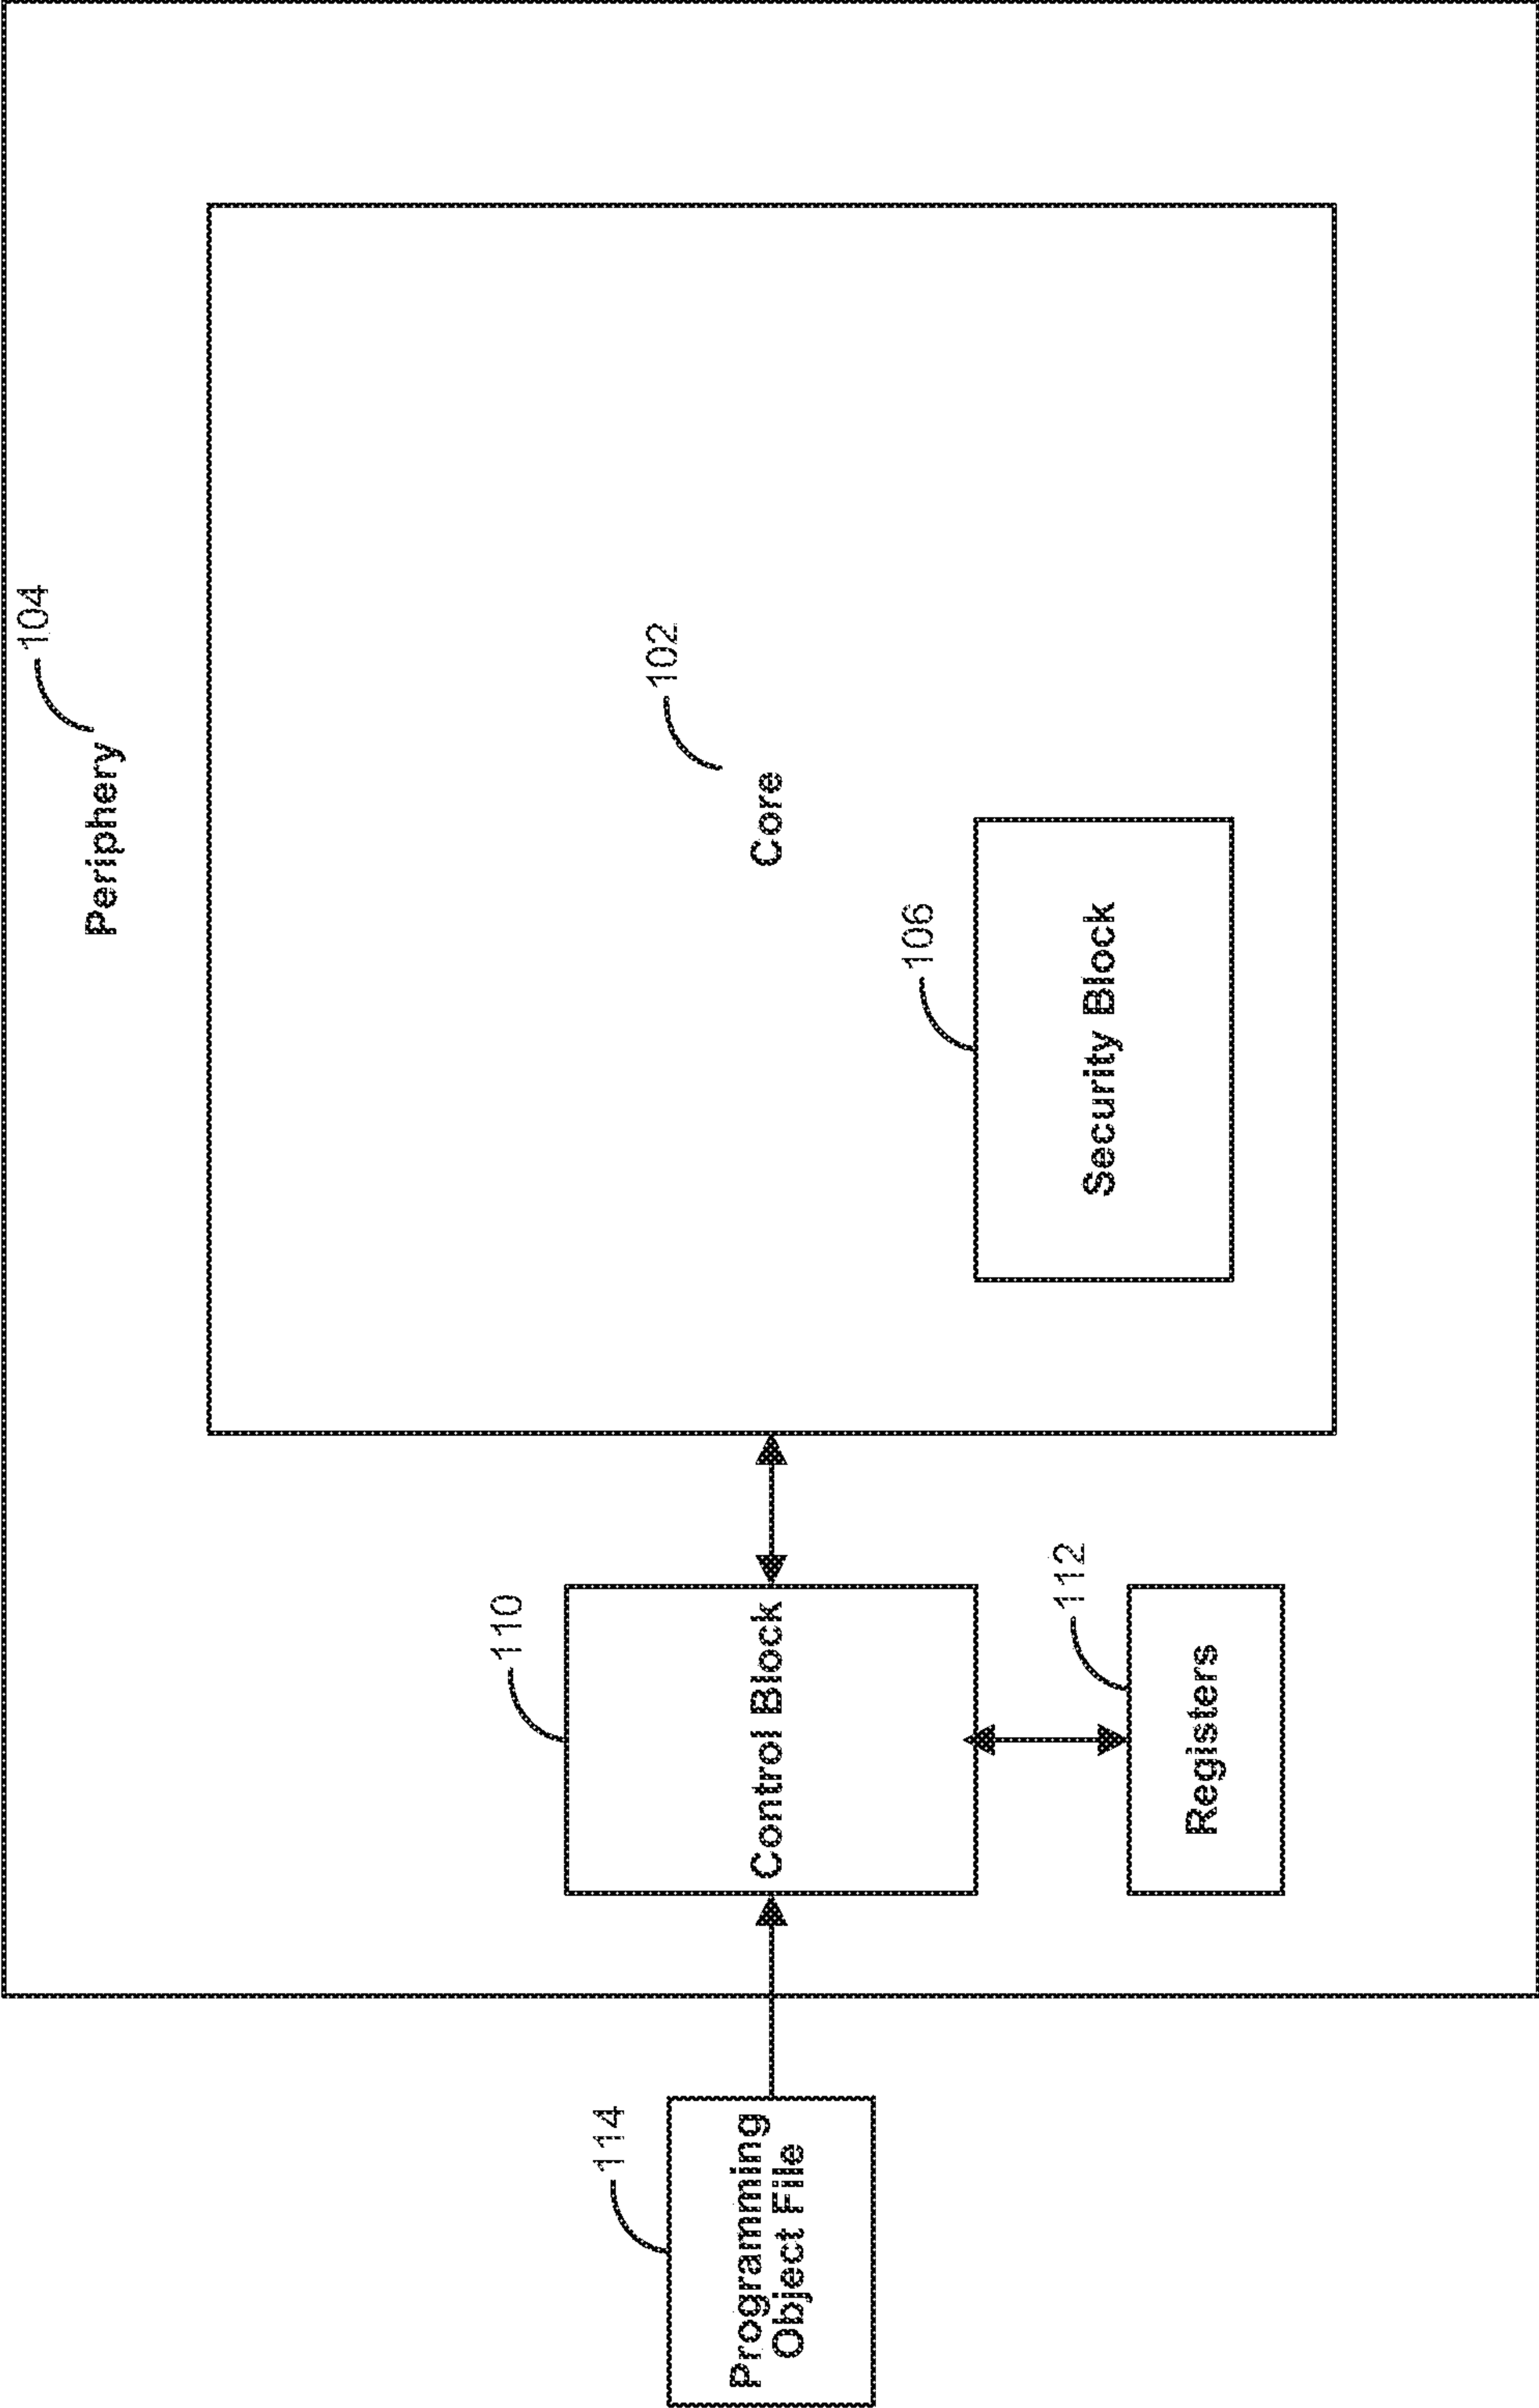 104
Periphery
102
Core
106
Security Block
110
Control Block
112
Registers
114
Programming
Object File